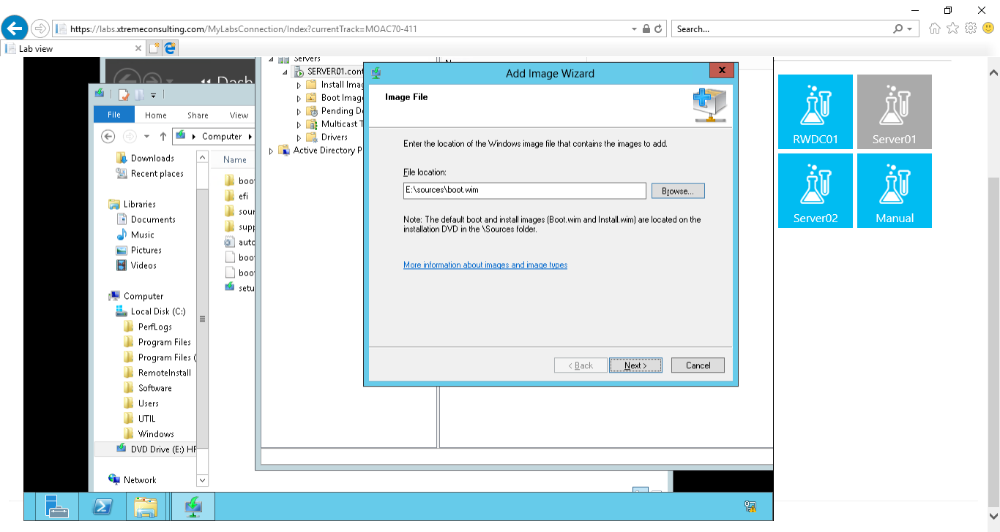 https://labs.xtremeconsulting.com/MyLabsConnection/Index?currentTrack=MOAC70-411
Search...
Lab view
Dash
File
Home
Share
View
Computer
Downloads
Recent places
Libraries
Documents
Music
Pictures
Videos
Computer
Local Disk (C:)
PerfLogs
Program Files
Program Files (
RemoteInstall
Software
Users
UTIL
Windows
DVD Drive (E:) HR
Network
Name
boot
efi
sour
supp
auto
boot
boot
setu
Servers
SERVER01.cont
Install Imag
Boot Image
Pending De
Multicast T
Drivers
Active Directory P
Add Image Wizard
Image File
Enter the location of the Windows image file that contains the images to add.
File location:
E:\sources\boot.wim
Browse...
Note: The default boot and install images (Boot.wim and Install.wim) are located on the
installation DVD in the \Sources folder.
More information about images and image types
< Back
Next >
Cancel
RWDC01
Server01
Server02
Manual